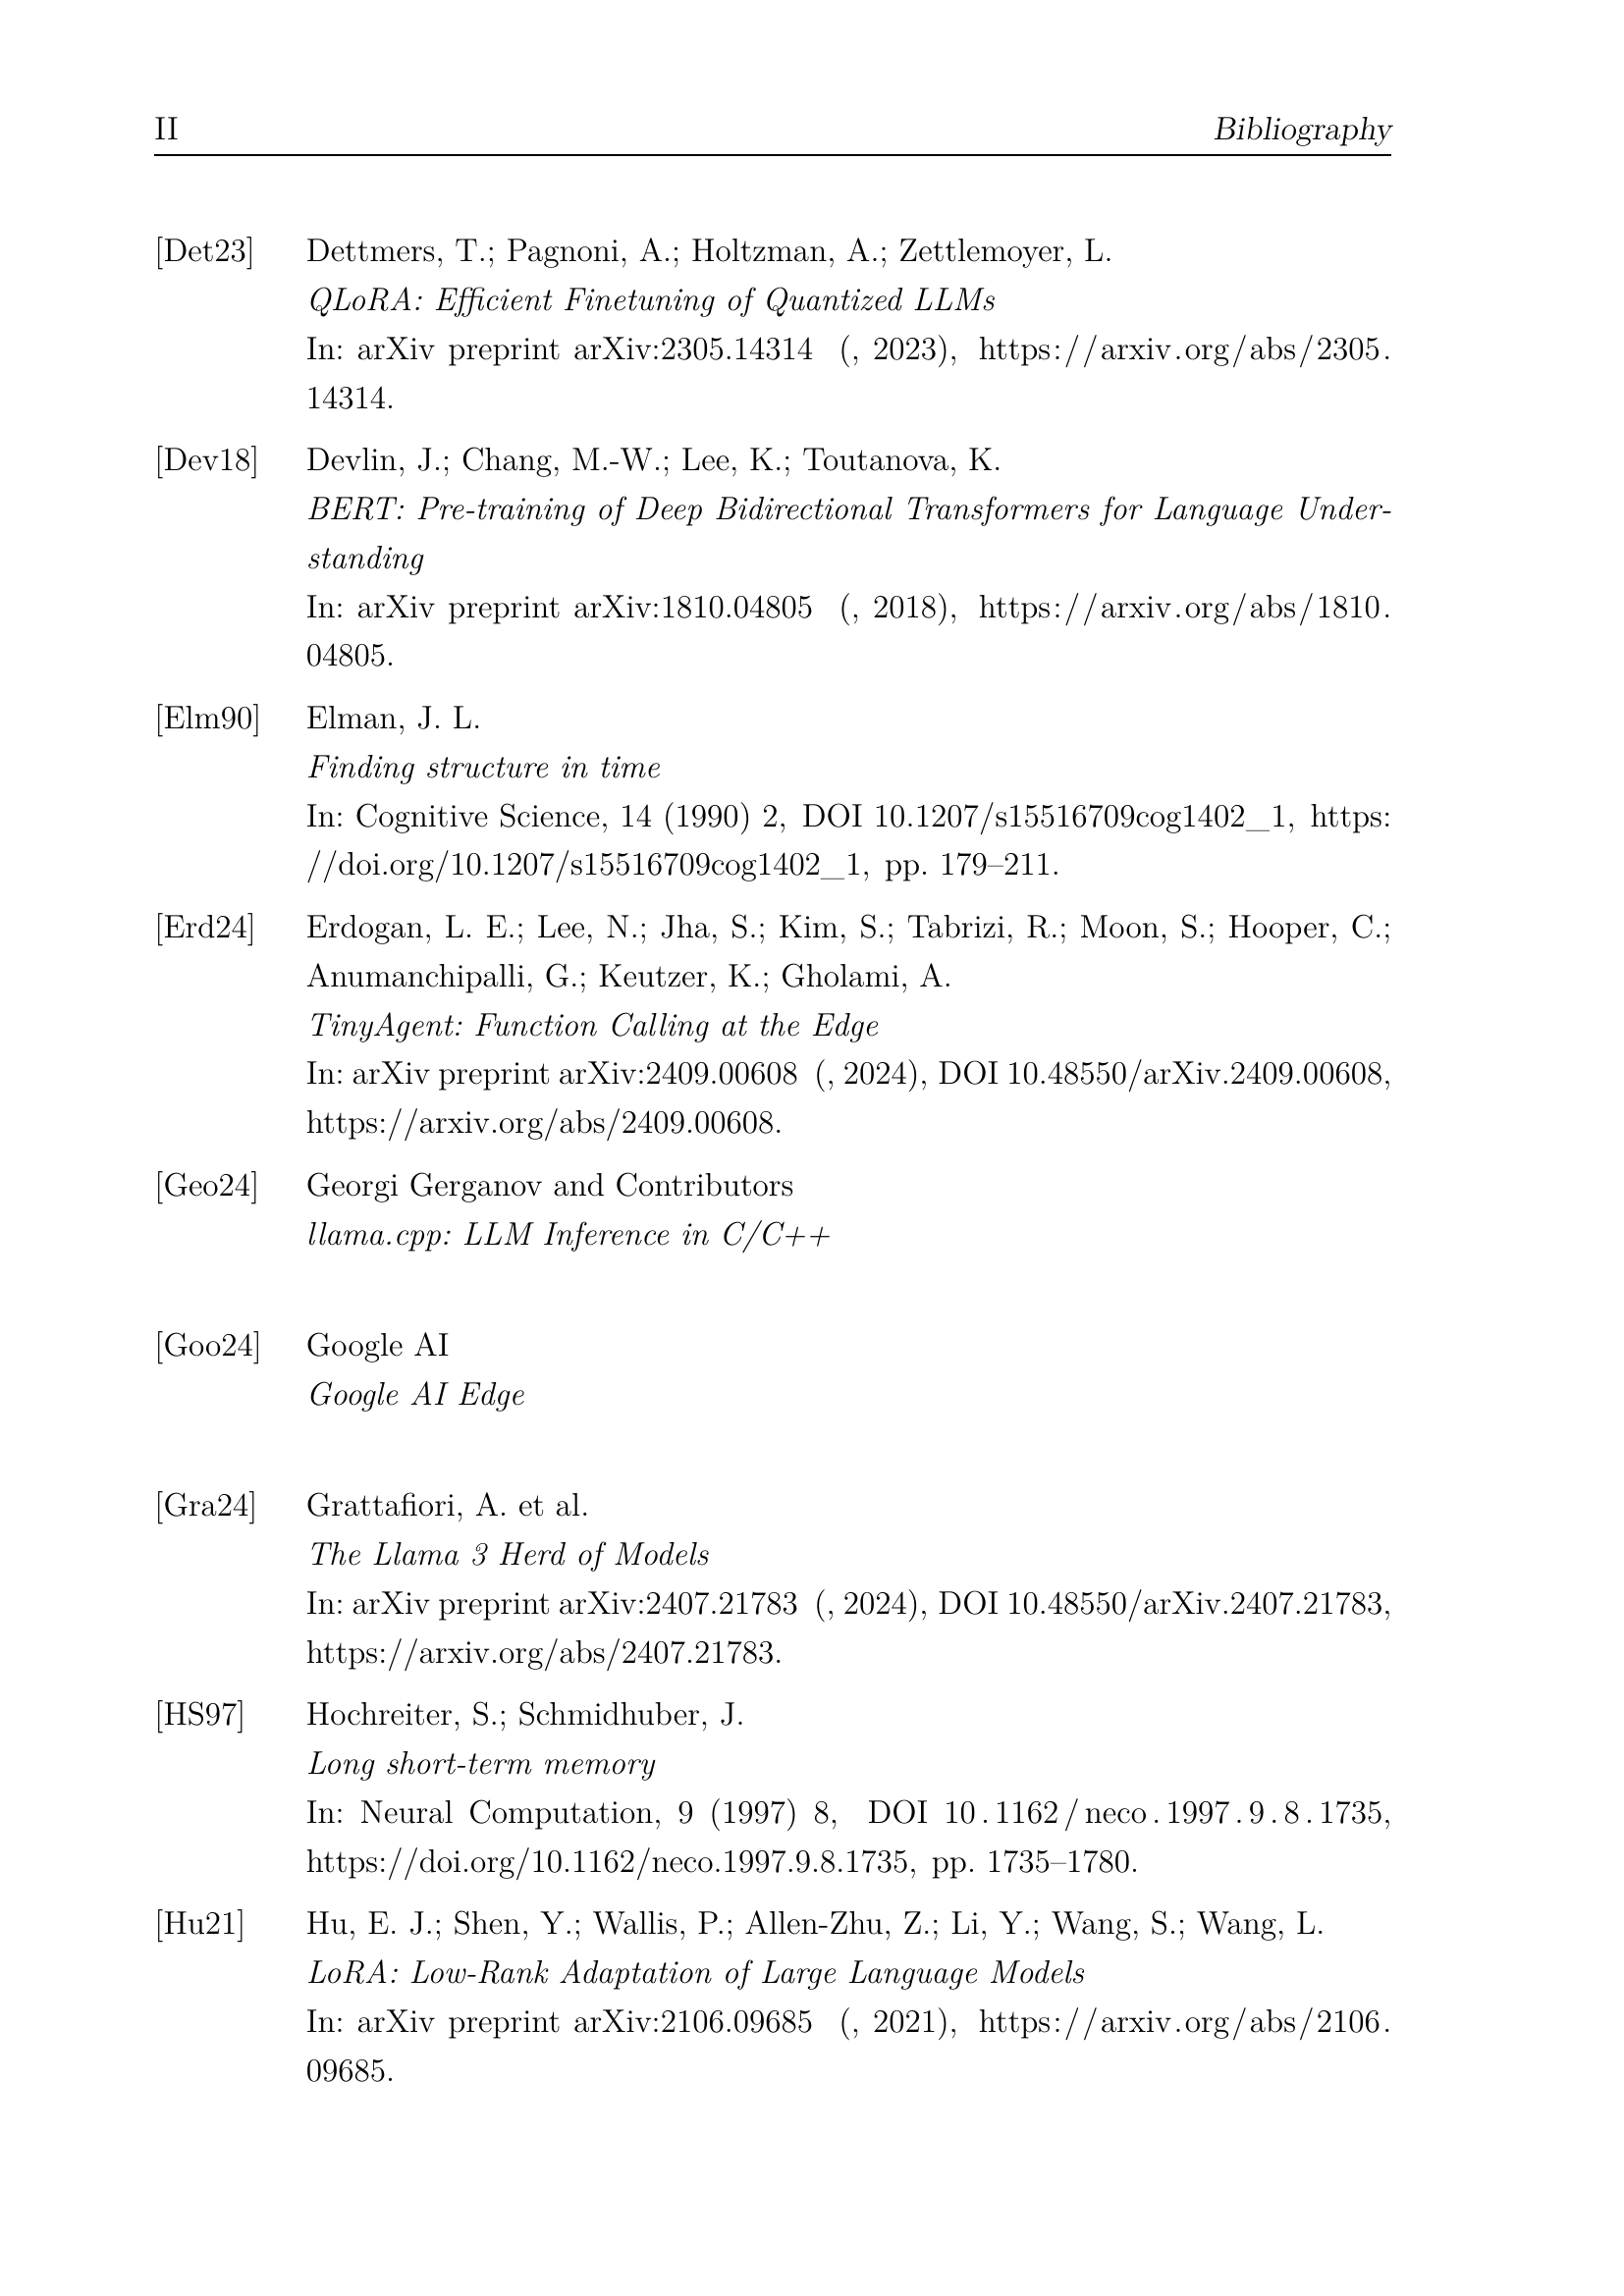 II Bibliography
[Det23] Dettmers, T.; Pagnoni, A.; Holtzman, A.; Zettlemoyer, L.
QLoRA: Efficient Finetuning of Quantized LLMs
In: arXiv preprint arXiv:2305.14314 (, 2023), https://arxiv.org/abs/2305.
14314.
[Dev18] Devlin, J.; Chang, M.-W.; Lee, K.; Toutanova, K.
BERT: Pre-training of Deep Bidirectional Transformers for Language Under-
standing
In: arXiv preprint arXiv:1810.04805 (, 2018), https://arxiv.org/abs/1810.
04805.
[Elm90] Elman, J. L.
Finding structure in time
In: Cognitive Science, 14 (1990) 2, DOI 10.1207/s15516709cog1402_1, https:
//doi.org/10.1207/s15516709cog1402_1, pp. 179–211.
[Erd24] Erdogan, L. E.; Lee, N.; Jha, S.; Kim, S.; Tabrizi, R.; Moon, S.; Hooper, C.;
Anumanchipalli, G.; Keutzer, K.; Gholami, A.
TinyAgent: Function Calling at the Edge
In: arXiv preprint arXiv:2409.00608 (, 2024), DOI 10.48550/arXiv.2409.00608,
https://arxiv.org/abs/2409.00608.
[Geo24] Georgi Gerganov and Contributors
llama.cpp: LLM Inference in C/C++
[Goo24] Google AI
Google AI Edge
[Gra24] Grattafiori, A. et al.
The Llama 3 Herd of Models
In: arXiv preprint arXiv:2407.21783 (, 2024), DOI 10.48550/arXiv.2407.21783,
https://arxiv.org/abs/2407.21783.
[HS97] Hochreiter, S.; Schmidhuber, J.
Long short-term memory
In: Neural Computation, 9 (1997) 8, DOI 10.1162/neco.1997.9.8.1735,
https://doi.org/10.1162/neco.1997.9.8.1735, pp. 1735–1780.
[Hu21] Hu, E. J.; Shen, Y.; Wallis, P.; Allen-Zhu, Z.; Li, Y.; Wang, S.; Wang, L.
LoRA: Low-Rank Adaptation of Large Language Models
In: arXiv preprint arXiv:2106.09685 (, 2021), https://arxiv.org/abs/2106.
09685.